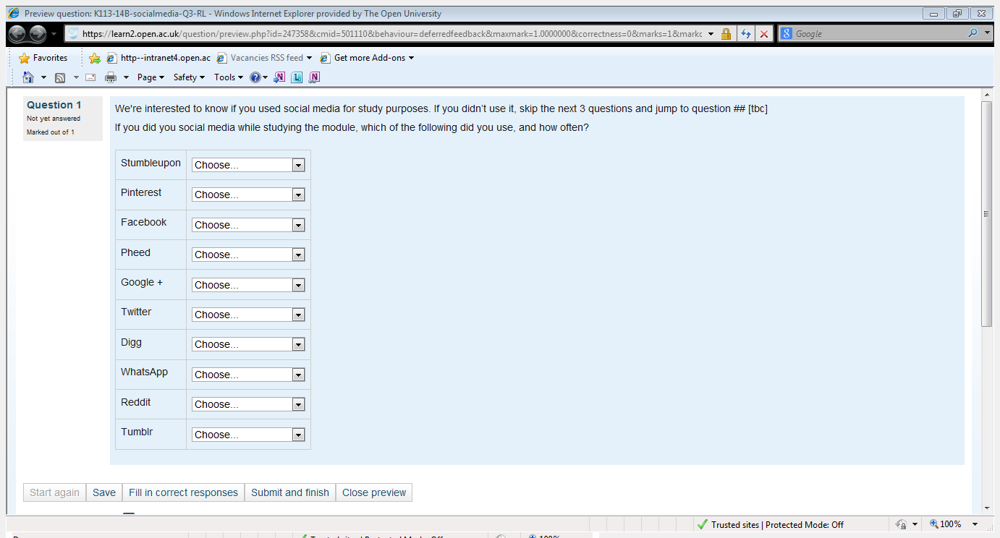 Preview question: K113-14B-socialmedia-Q3-RL - Windows Internet Explorer provided by The Open University
https://learn2.open.ac.uk/question/preview.php?id=247358&cmid=501110&behaviour=deferredfeedback&maxmark=1.0000000&correctness=0&marks=1&markc
Google
Favorites http--intranet4.open.ac Vacancies RSS feed Get more Add-ons
Page Safety Tools
Question 1
Not yet answered
Marked out of 1
We're interested to know if you used social media for study purposes. If you didn't use it, skip the next 3 questions and jump to question ## [tbc]
If you did you social media while studying the module, which of the following did you use, and how often?
Stumbleupon Choose...
Pinterest Choose...
Facebook Choose...
Pheed Choose...
Google + Choose...
Twitter Choose...
Digg Choose...
WhatsApp Choose...
Reddit Choose...
Tumblr Choose...
Start again Save Fill in correct responses Submit and finish Close preview
Trusted sites | Protected Mode: Off 100%